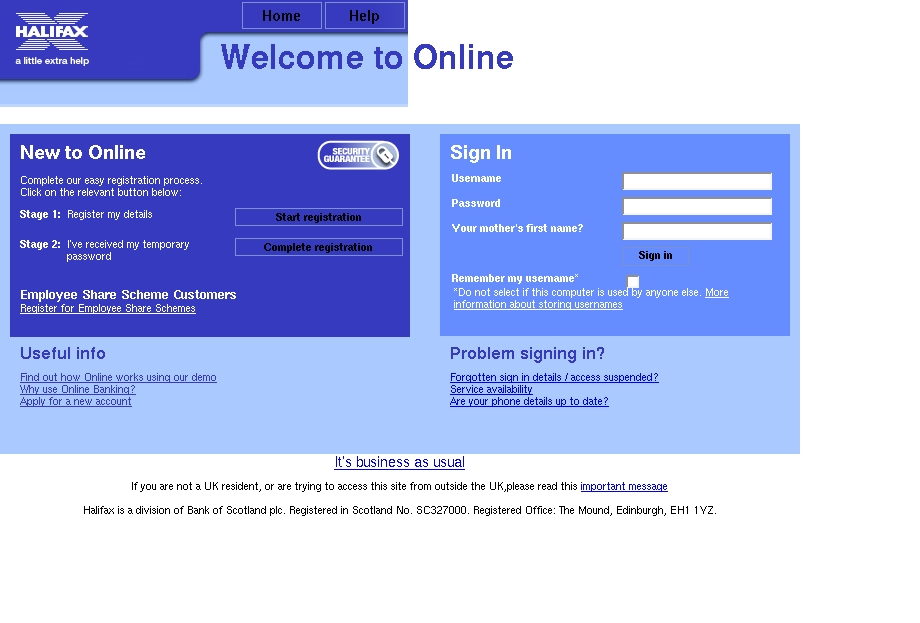 Home Help
HALIFAX
a little extra help
Welcome to Online
New to Online
SECURITY
GUARANTEE
Complete our easy registration process.
Click on the relevant button below:
Stage 1: Register my details
Start registration
Stage 2: I've received my temporary
password
Complete registration
Employee Share Scheme Customers
Register for Employee Share Schemes
Sign In
Username
Password
Your mother's first name?
Sign in
Remember my username*
*Do not select if this computer is used by anyone else. More
information about storing usernames
Useful info
Find out how Online works using our demo
Why use Online Banking?
Apply for a new account
Problem signing in?
Forgotten sign in details / access suspended?
Service availability
Are your phone details up to date?
It's business as usual
If you are not a UK resident, or are trying to access this site from outside the UK,please read this important message
Halifax is a division of Bank of Scotland plc. Registered in Scotland No. SC327000. Registered Office: The Mound, Edinburgh, EH1 1YZ.